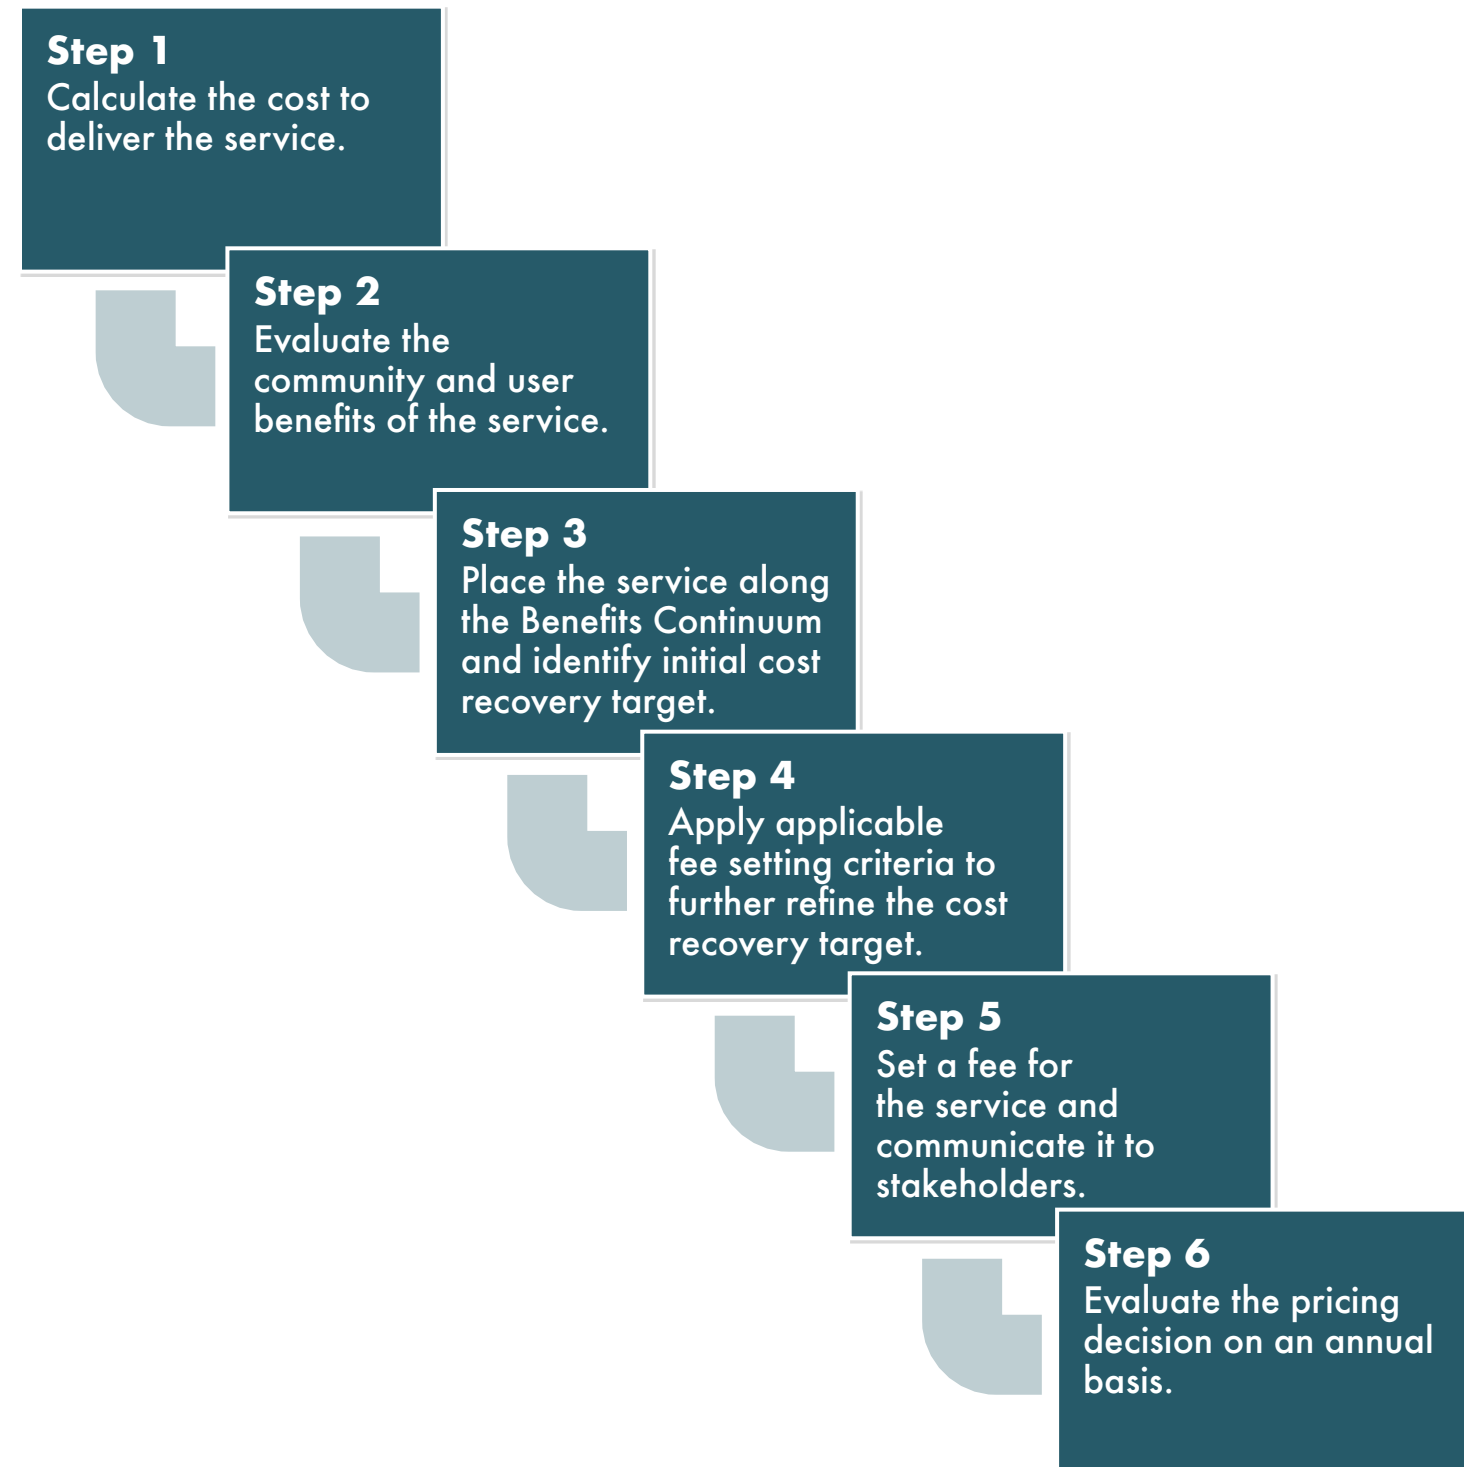 Step 1
Calculate the cost to
deliver the service.
Step 2
Evaluate the
community and user
benefits of the service.
Step 3
Place the service along
the Benefits Continuum
and identify initial cost
recovery target.
Step 4
Apply applicable
fee setting criteria to
further refine the cost
recovery target.
Step 5
Set a fee for
the service and
communicate it to
stakeholders.
Step 6
Evaluate the pricing
decision on an annual
basis.